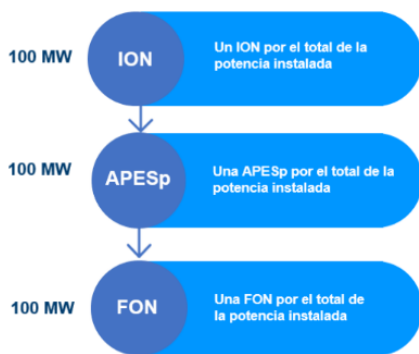 100 MW
ION
Un ION por el total de la
potencia instalada
100 MW
APESp
Una APESp por el total de la
potencia instalada
100 MW
FON
Una FON por el total de
la potencia instalada